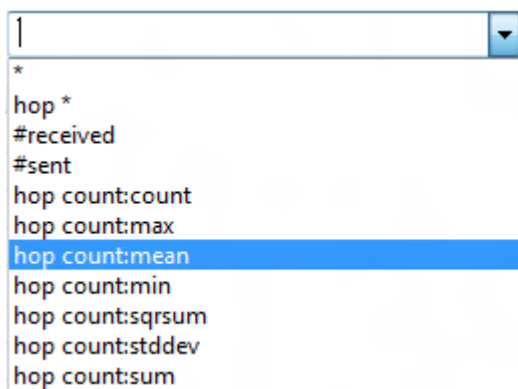 *
hop *
#received
#sent
hop count:count
hop count:max
hop count:mean
hop count:min
hop count:sqrsum
hop count:stddev
hop count:sum